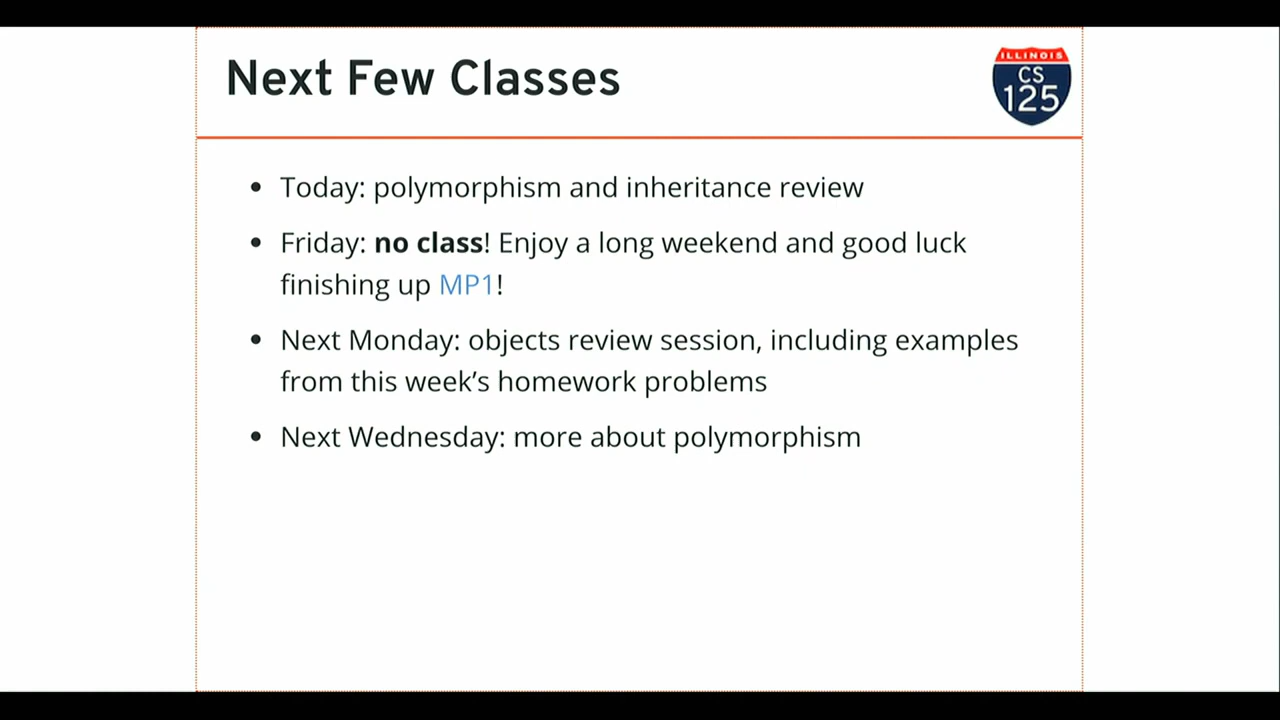 Next Few Classes
ILLINOIS
CS
125
Today: polymorphism and inheritance review
Friday: no class! Enjoy a long weekend and good luck
finishing up MP1!
Next Monday: objects review session, including examples
from this week’s homework problems
Next Wednesday: more about polymorphism